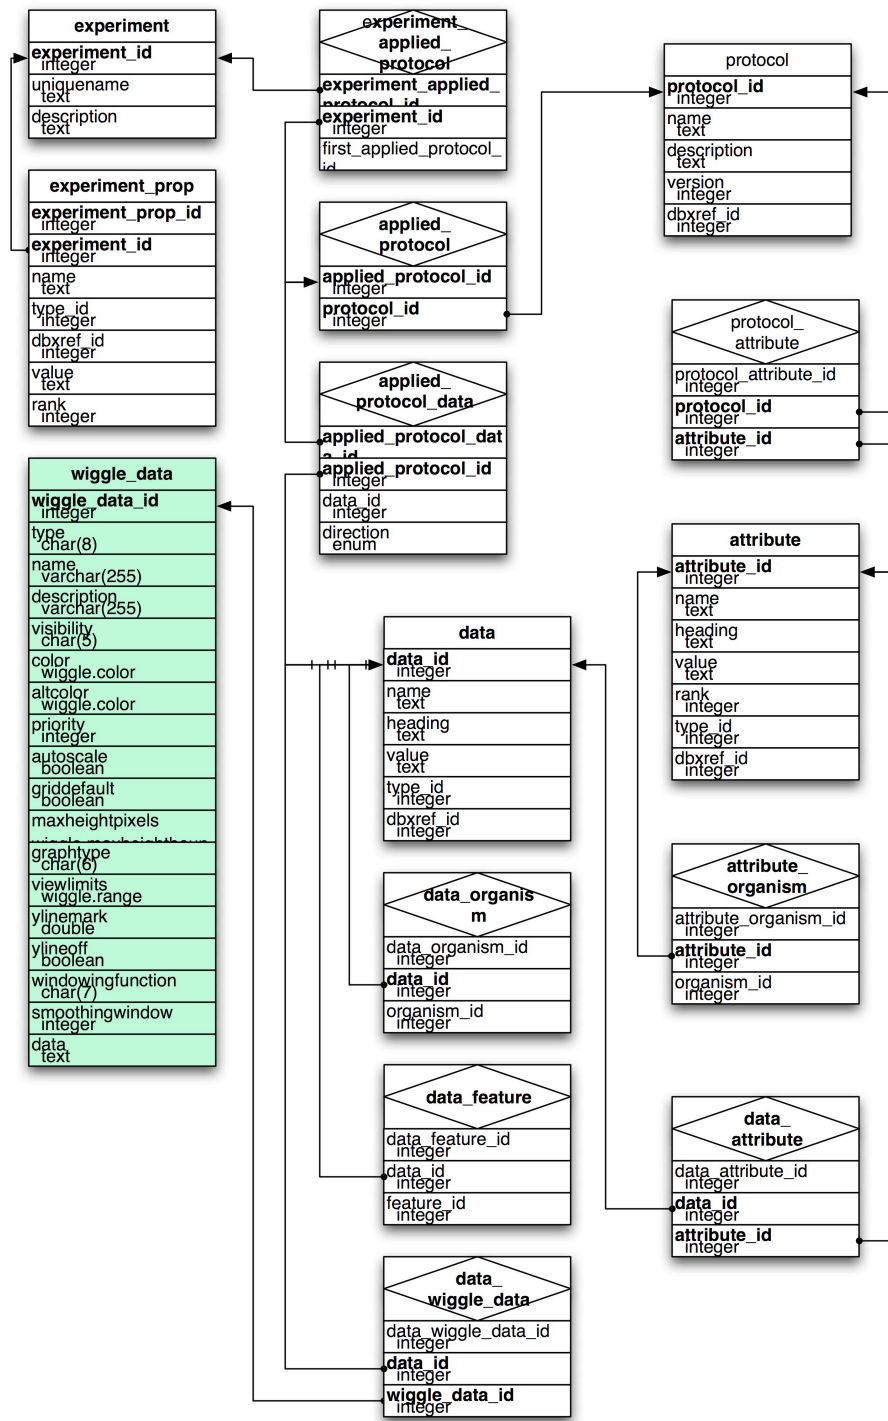 experiment
experiment_id
integer
uniquename
text
description
text
experiment_prop
experiment_prop_id
integer
experiment_id
integer
name
text
type_id
integer
dbxref_id
integer
value
text
rank
integer
wiggle_data
wiggle_data_id
integer
type
char(8)
name
varchar(255)
description
varchar(255)
visibility
char(5)
color
wiggle.color
altcolor
wiggle.color
priority
integer
autoscale
boolean
griddefault
boolean
maxheightpixels
graphtype
char(6)
viewlimits
wiggle.range
ylinemark
double
ylineoff
boolean
windowingfunction
char(7)
smoothingwindow
integer
data
text
experiment_
applied_
protocol
experiment_applied_
protocol_id
experiment_id
integer
first_applied_protocol_
id
applied_
protocol
applied_protocol_id
integer
protocol_id
integer
applied_
protocol_data
applied_protocol_dat
a_id
applied_protocol_id
integer
data_id
integer
direction
enum
data
data_id
integer
name
text
heading
text
value
text
type_id
integer
dbxref_id
integer
data_organis
m
data_organism_id
integer
data_id
integer
organism_id
integer
data_feature
data_feature_id
integer
data_id
integer
feature_id
integer
data_
wiggle_data
data_wiggle_data_id
integer
data_id
integer
wiggle_data_id
integer
protocol
protocol_id
integer
name
text
description
text
version
integer
dbxref_id
integer
protocol_
attribute
protocol_attribute_id
integer
protocol_id
integer
attribute_id
integer
attribute
attribute_id
integer
name
text
heading
text
value
text
rank
integer
type_id
integer
dbxref_id
integer
attribute_
organism
attribute_organism_id
integer
attribute_id
integer
organism_id
integer
data_
attribute
data_attribute_id
integer
data_id
integer
attribute_id
integer